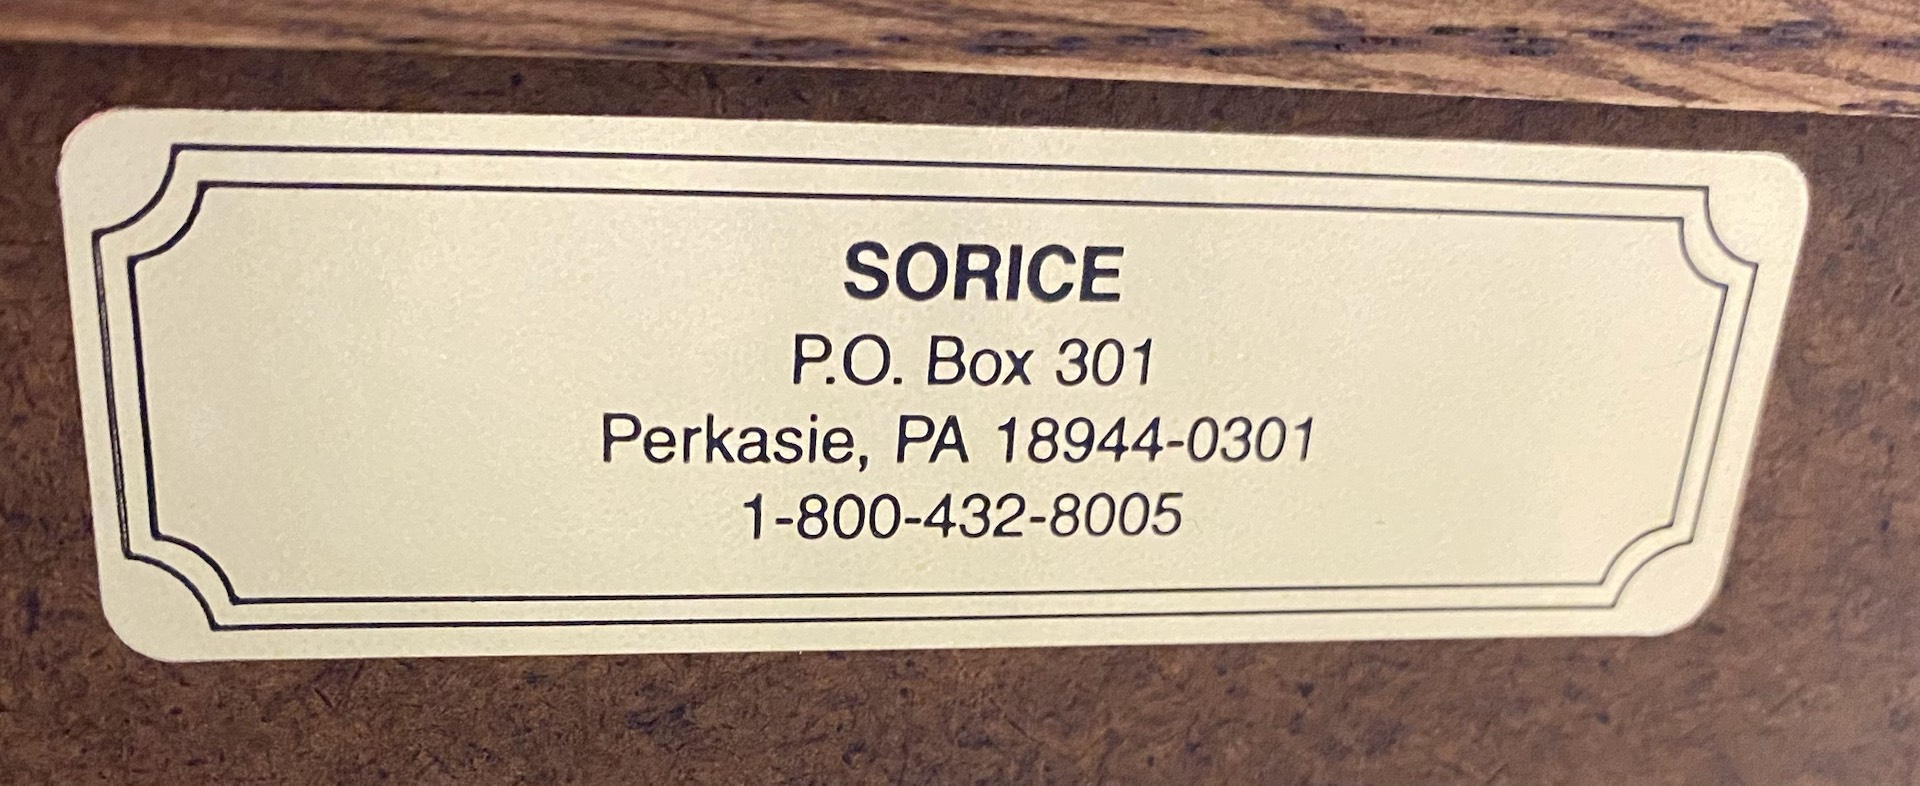 SORICE
P.O. Box 301
Perkasie, PA 18944-0301
1-800-432-8005